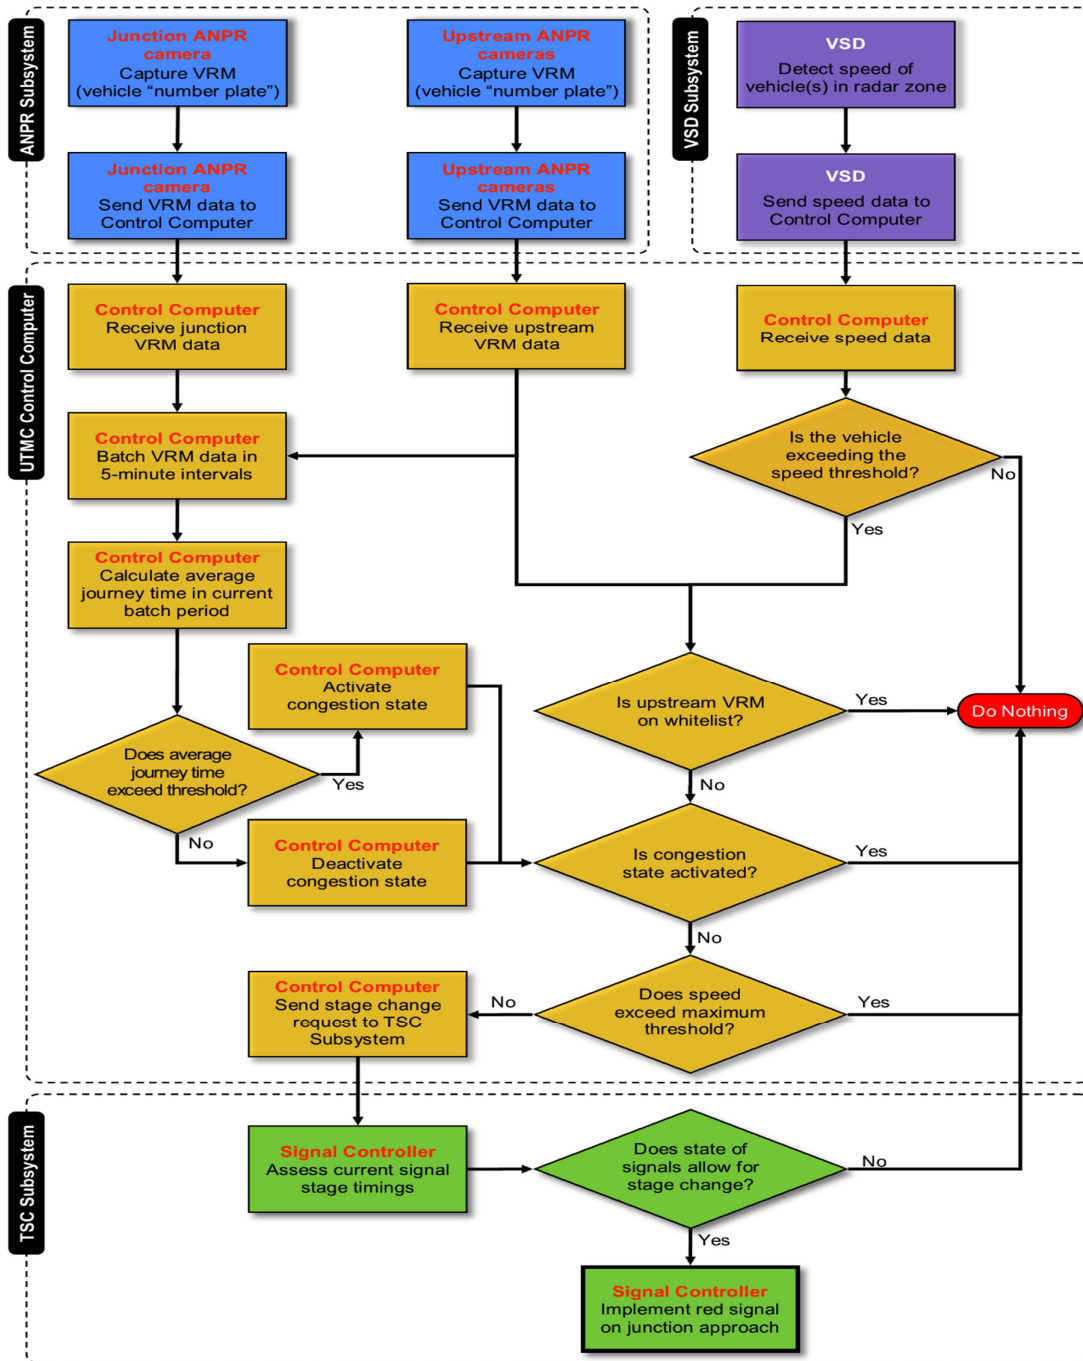 ANPR Subsystem
Junction ANPR
camera
Capture VRM
(vehicle “number plate”)
Upstream ANPR
cameras
Capture VRM
(vehicle “number plate”)
VSD Subsystem
VSD
Detect speed of
vehicle(s) in radar zone
Junction ANPR
camera
Send VRM data to
Control Computer
Upstream ANPR
cameras
Send VRM data to
Control Computer
VSD
Send speed data to
Control Computer
UTMC Control Computer
Control Computer
Receive junction
VRM data
Control Computer
Receive upstream
VRM data
Control Computer
Receive speed data
Control Computer
Batch VRM data in
5-minute intervals
Is the vehicle
exceeding the
speed threshold?
No
Yes
Control Computer
Calculate average
journey time in current
batch period
Control Computer
Activate
congestion state
Is upstream VRM
on whitelist?
Yes
Do Nothing
Does average
journey time
exceed threshold?
Yes
No
No
Control Computer
Deactivate
congestion state
Is congestion
state activated?
Yes
No
Control Computer
Send stage change
request to TSC
Subsystem
No
Does speed
exceed maximum
threshold?
Yes
TSC Subsystem
Signal Controller
Assess current signal
stage timings
Does state of
signals allow for
stage change?
No
Yes
Signal Controller
Implement red signal
on junction approach